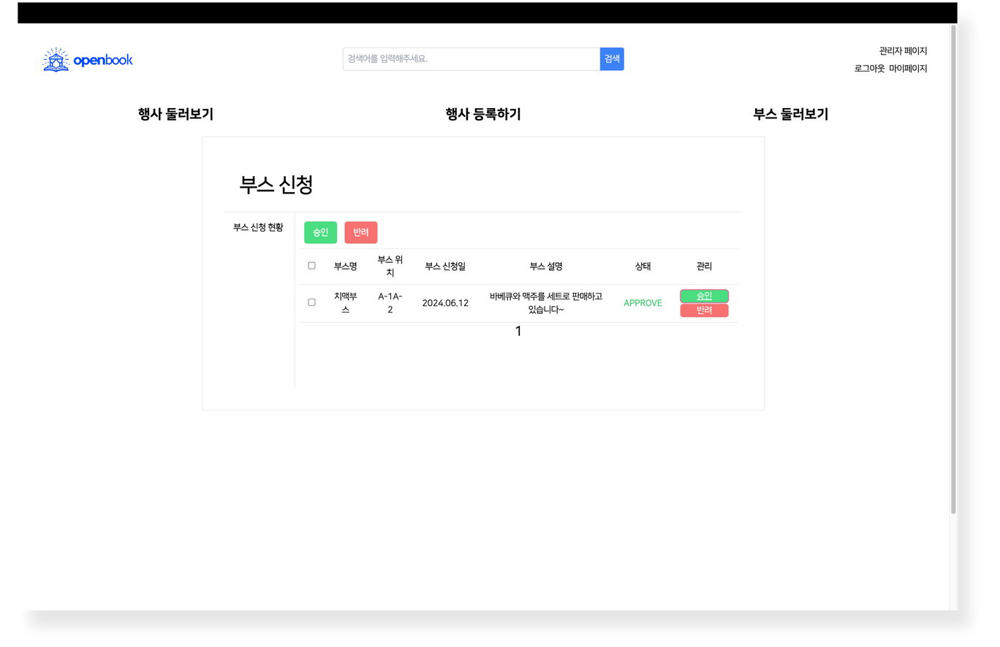 openbook
검색어를 입력해주세요.
검색
관리자 페이지
로그아웃 마이페이지
행사 둘러보기
행사 등록하기
부스 둘러보기
부스 신청
부스 신청 현황
승인
반려
부스명
부스 위
치
부스 신청일
부스 설명
상태
관리
치맥부
스
A-1A-
2
2024.06.12
바베큐와 맥주를 세트로 판매하고
있습니다~
APPROVE
승인
반려
1